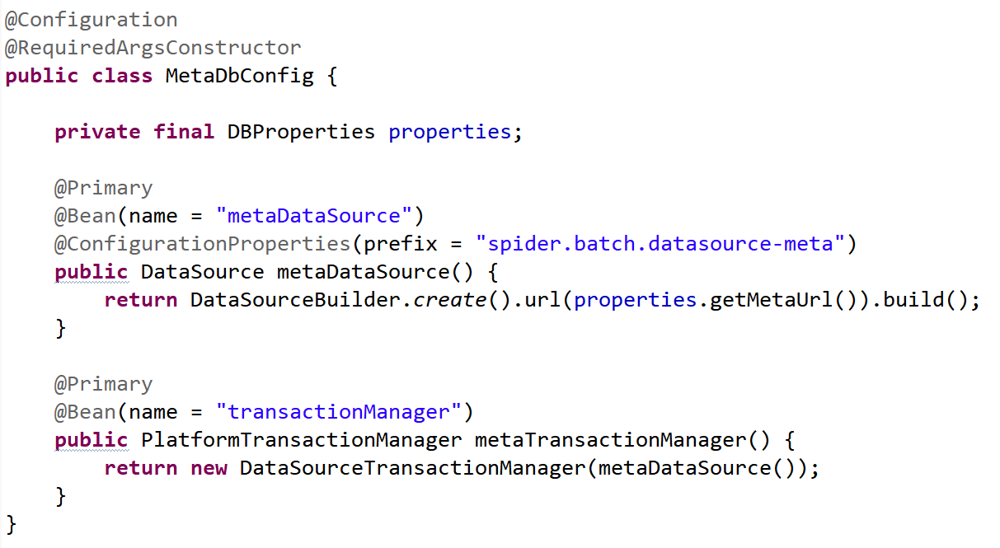 @Configuration
@RequiredArgsConstructor
public class MetaDbConfig {
private final DBProperties properties;
@Primary
@Bean(name = "metaDataSource")
@ConfigurationProperties(prefix = "spider.batch.datasource-meta")
public DataSource metaDataSource() {
return DataSourceBuilder.create().url(properties.getMetaUrl()).build();
}
@Primary
@Bean(name = "transactionManager")
public PlatformTransactionManager metaTransactionManager() {
return new DataSourceTransactionManager(metaDataSource());
}
}